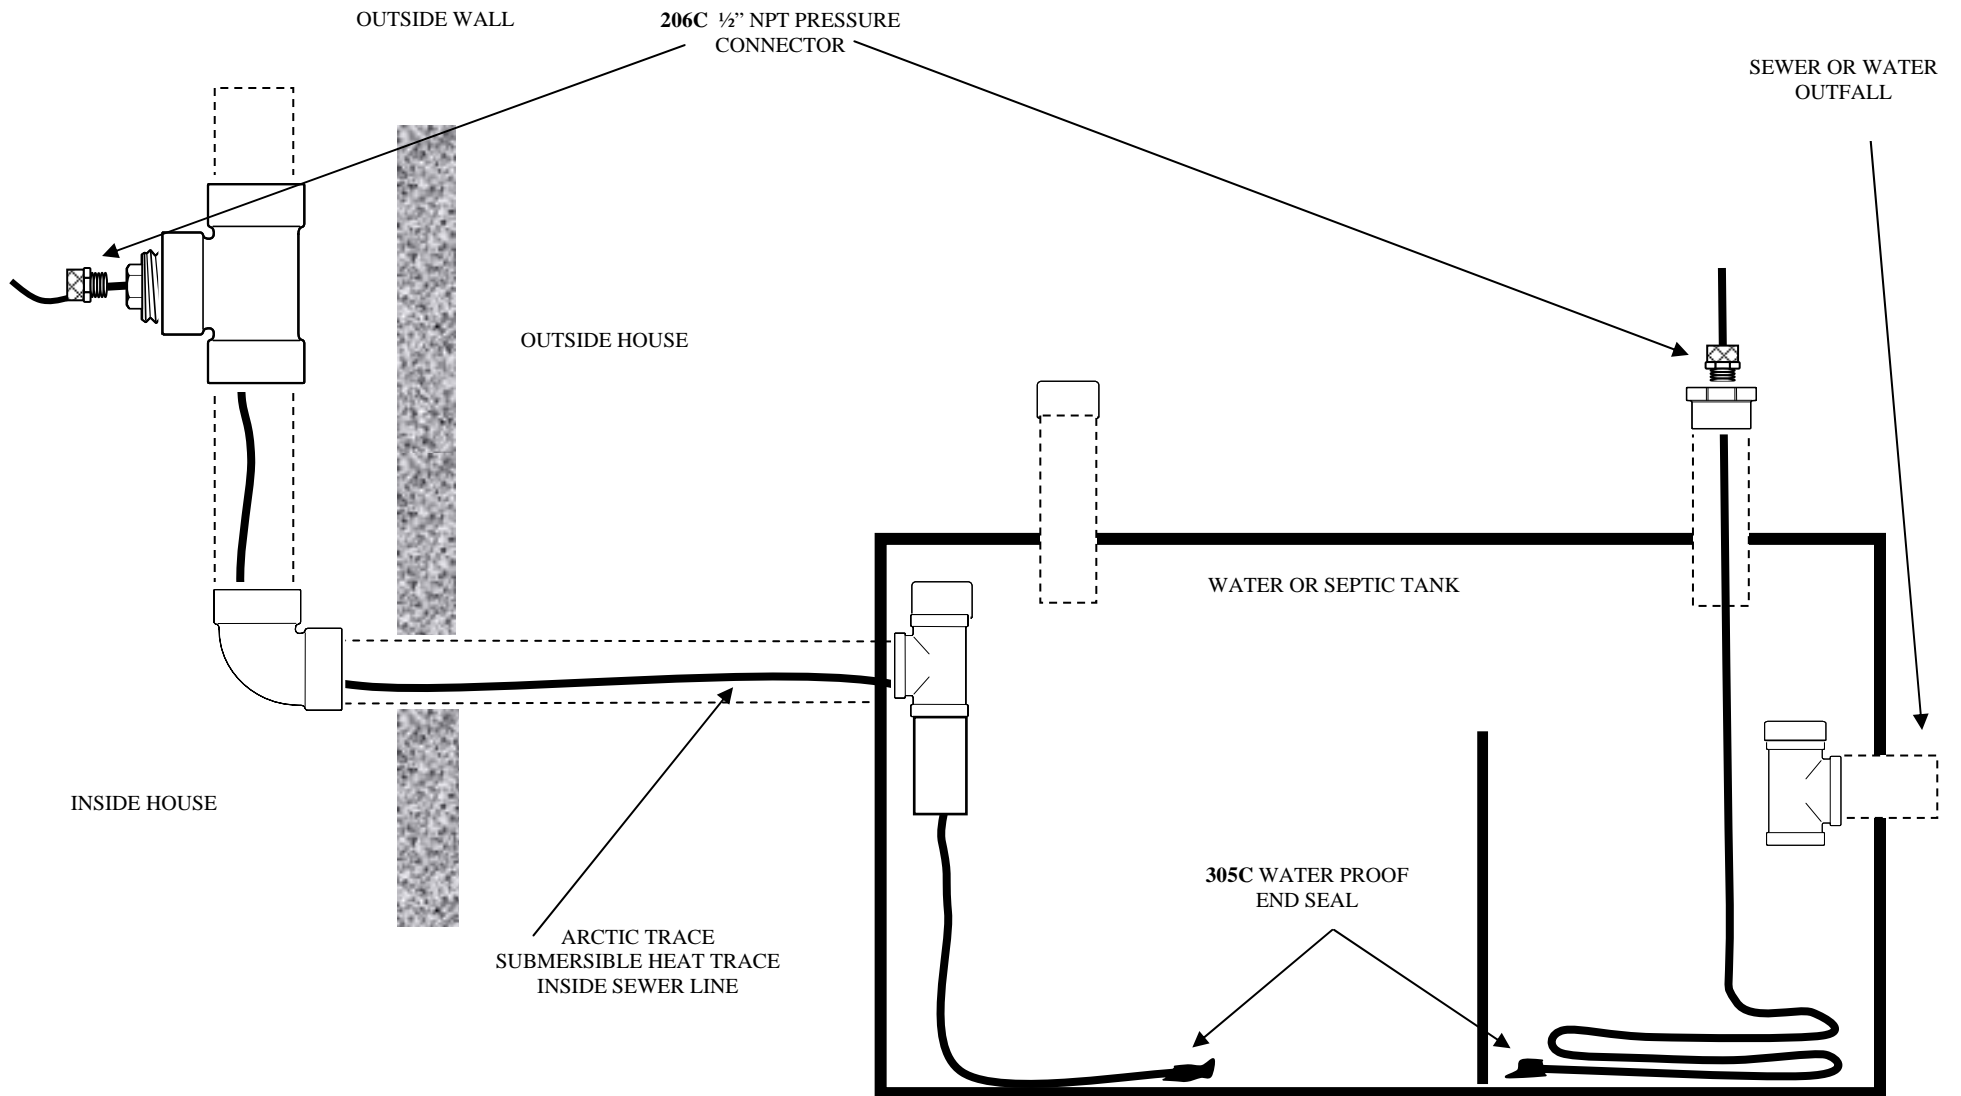 OUTSIDE WALL
206C ½” NPT PRESSURE
CONNECTOR
SEWER OR WATER
OUTFALL
OUTSIDE HOUSE
WATER OR SEPTIC TANK
INSIDE HOUSE
305C WATER PROOF
END SEAL
ARCTIC TRACE
SUBMERSIBLE HEAT TRACE
INSIDE SEWER LINE